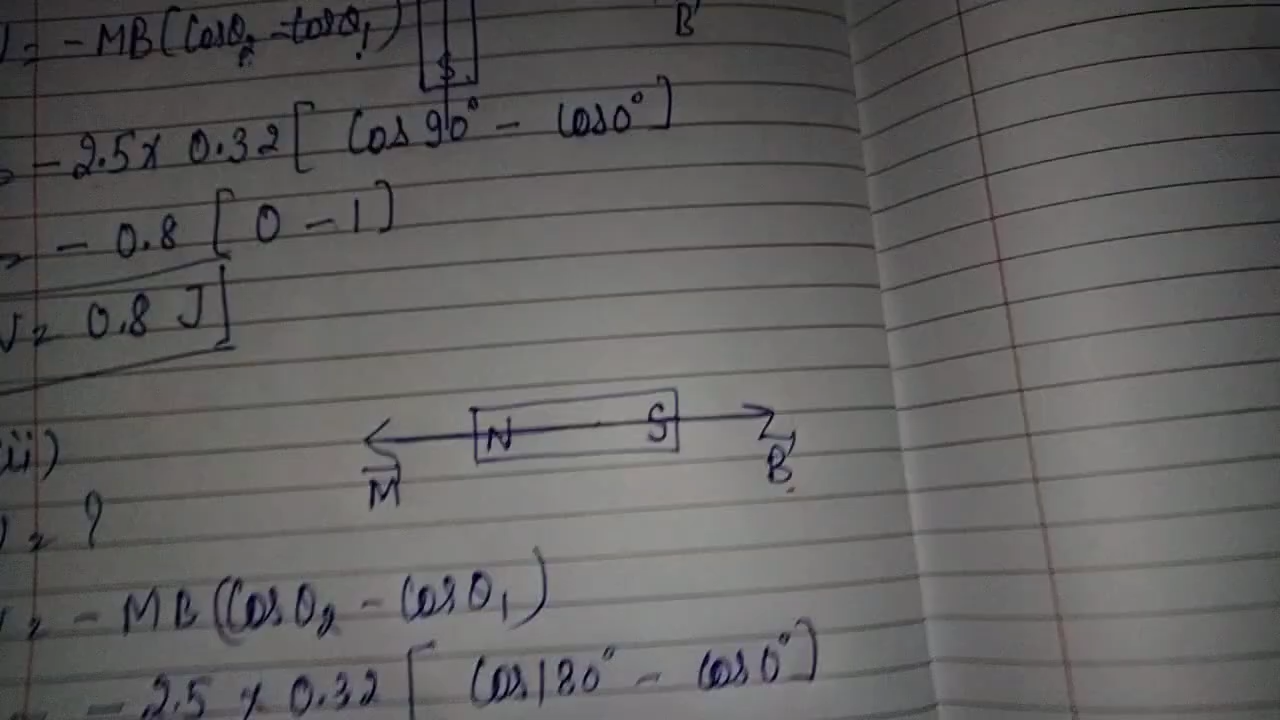 = -MB(Cosθ₂ - Cosθ₁)
S
B
- 2.5 × 0.32 [ Cos 90° - Cos0° ]
- 0.8 [ 0 - 1 ]
= 0.8 J ]
ii)
N S
M
B
= ?
= - MB (Cosθ₂ - Cosθ₁)
- 2.5 × 0.32 [ Cos180° - Cos0° ]